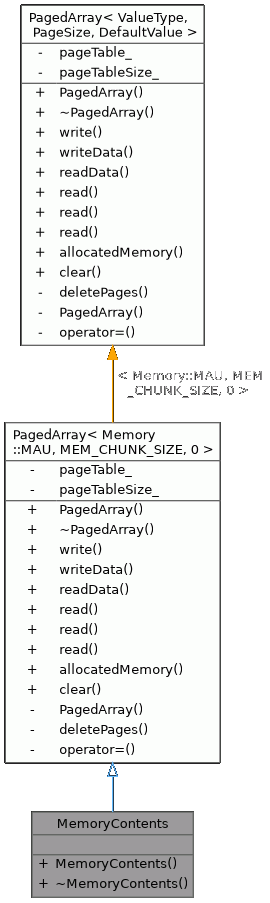 PagedArray< ValueType,
PageSize, DefaultValue >
- pageTable_
- pageTableSize_
+ PagedArray()
+ ~PagedArray()
+ write()
+ writeData()
+ readData()
+ read()
+ read()
+ read()
+ allocatedMemory()
+ clear()
- deletePages()
- PagedArray()
- operator=()
< Memory::MAU, MEM
_CHUNK_SIZE, 0 >
PagedArray< Memory
::MAU, MEM_CHUNK_SIZE, 0 >
- pageTable_
- pageTableSize_
+ PagedArray()
+ ~PagedArray()
+ write()
+ writeData()
+ readData()
+ read()
+ read()
+ read()
+ allocatedMemory()
+ clear()
- PagedArray()
- deletePages()
- operator=()
MemoryContents
+ MemoryContents()
+ ~MemoryContents()